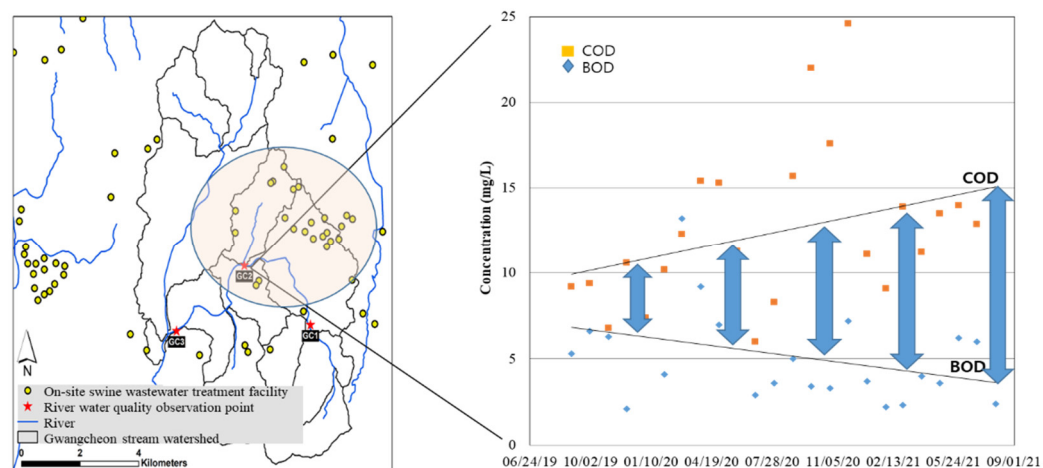 GC2
GC3
GC1
N
On-site swine wastewater treatment facility
River water quality observation point
River
Gwangcheon stream watershed
0 2 4
Kilometers
Concentration (mg/L)
25
20
15
10
5
0
COD
BOD
COD
BOD
06/24/19 10/02/19 01/10/20 04/19/20 07/28/20 11/05/20 02/13/21 05/24/21 09/01/21